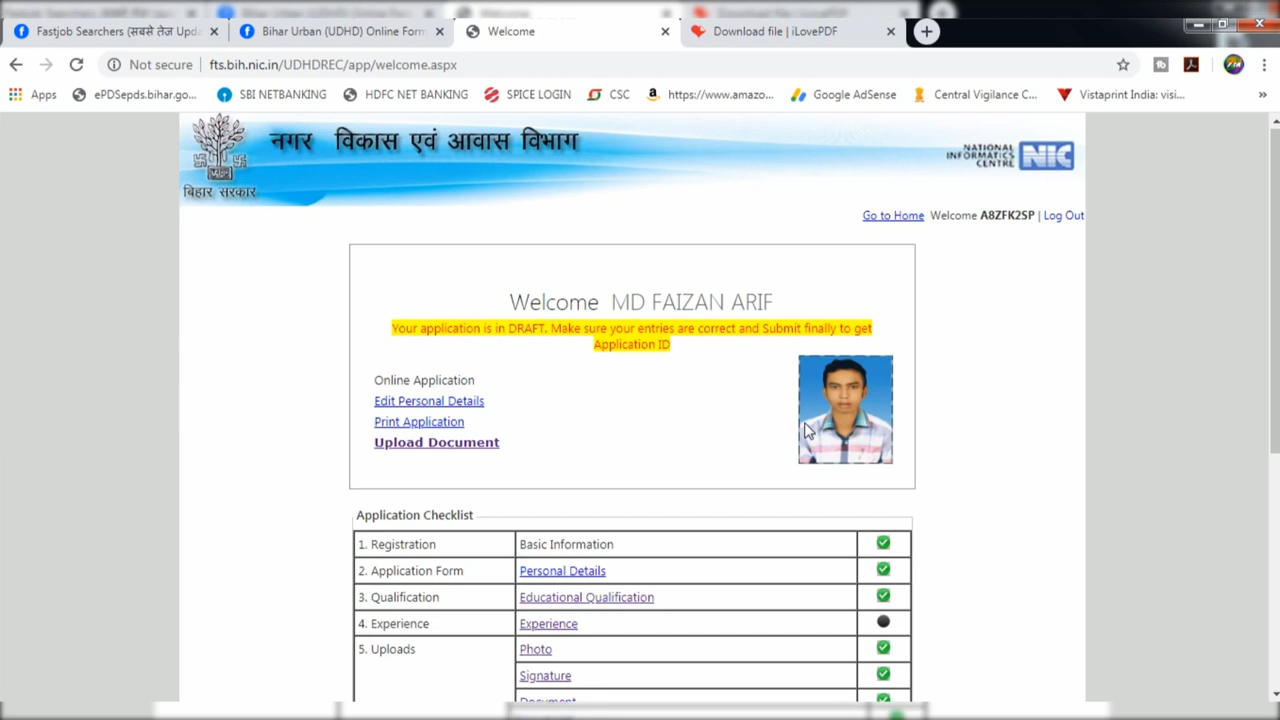 Fastjob Searchers (सबसे तेज़ Upda
Bihar Urban (UDHD) Online Form
Welcome
Download file | iLovePDF
Not secure | fts.bih.nic.in/UDHDREC/app/welcome.aspx
Apps
ePDSepds.bihar.go...
SBI NETBANKING
HDFC NET BANKING
SPICE LOGIN
CSC
https://www.amazo...
Google AdSense
Central Vigilance C...
Vistaprint India: visi...
»
नगर विकास एवं आवास विभाग
बिहार सरकार
NATIONAL
INFORMATICS
CENTRE
NIC
Go to Home Welcome A8ZFK2SP | Log Out
Welcome MD FAIZAN ARIF
Your application is in DRAFT. Make sure your entries are correct and Submit finally to get
Application ID
Online Application
Edit Personal Details
Print Application
Upload Document
Application Checklist
1. Registration Basic Information
2. Application Form Personal Details
3. Qualification Educational Qualification
4. Experience Experience
5. Uploads Photo
Signature
Document